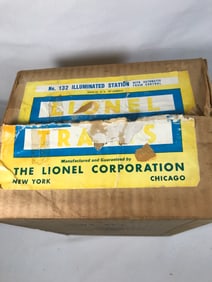 No. 132 ILLUMINATED STATION WITH AUTOMATIC TRAIN CONTROL
LIONEL
TRAINS
Manufactured and Guaranteed by
THE LIONEL CORPORATION
NEW YORK CHICAGO